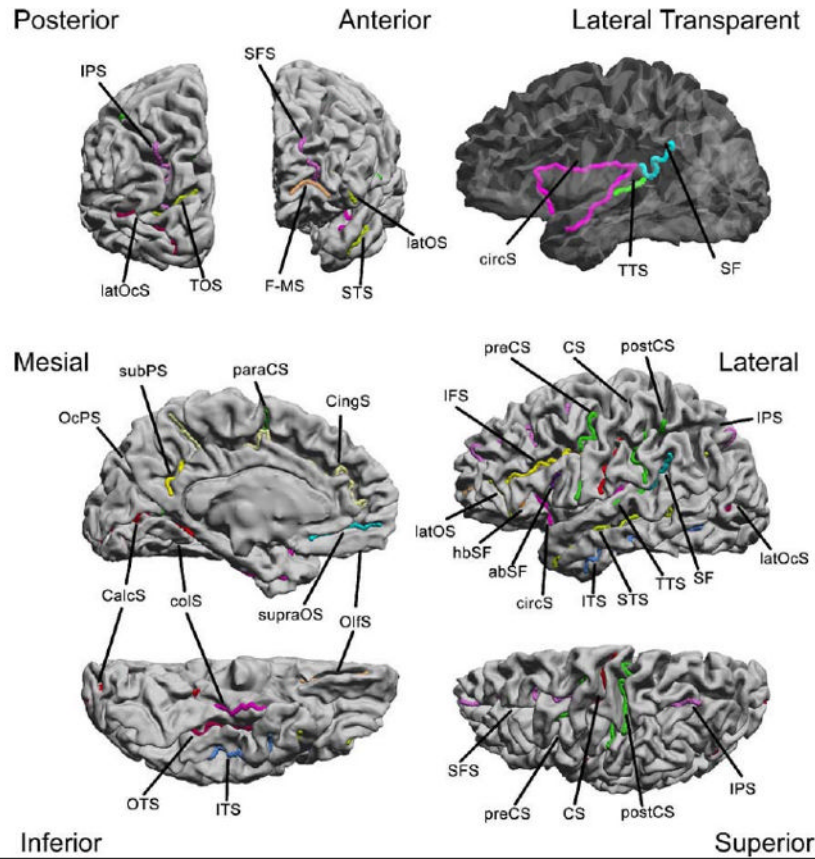 Posterior
Anterior
Lateral Transparent
IPS
SFS
latOcS
TOS
F-MS
STS
latOS
circS
TTS
SF
Mesial
Lateral
subPS
paraCS
CingS
OcPS
CalcS
colS
supraOS
OlfS
preCS
CS
postCS
IFS
IPS
latOS
hbSF
abSF
circS
ITS
STS
TTS
SF
latOcS
OTS
ITS
SFS
preCS
CS
postCS
IPS
Inferior
Superior